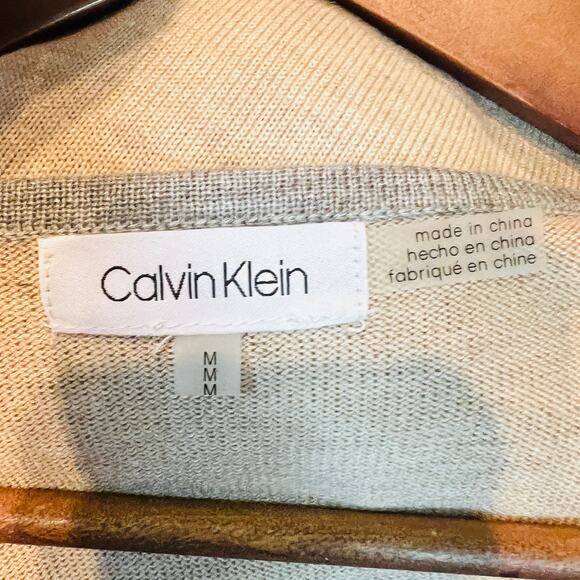 Calvin Klein
made in china
hecho en china
fabriqué en chine
M
M
M